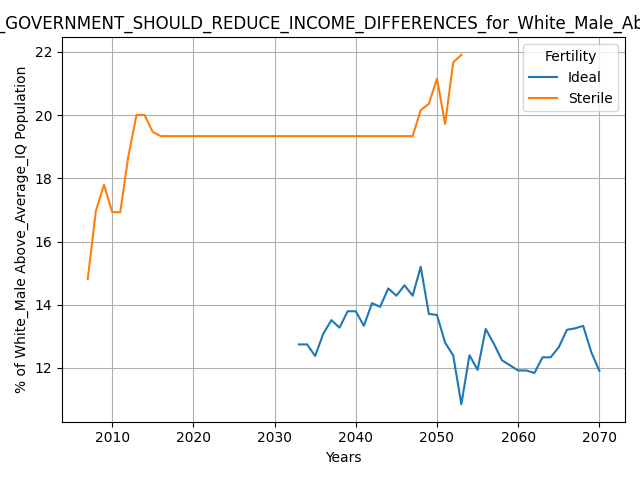 _GOVERNMENT_SHOULD_REDUCE_INCOME_DIFFERENCES_for_White_Male_Ab
Fertility
Ideal
Sterile
% of White_Male Above_Average_IQ Population
22
20
18
16
14
12
2010 2020 2030 2040 2050 2060 2070
Years